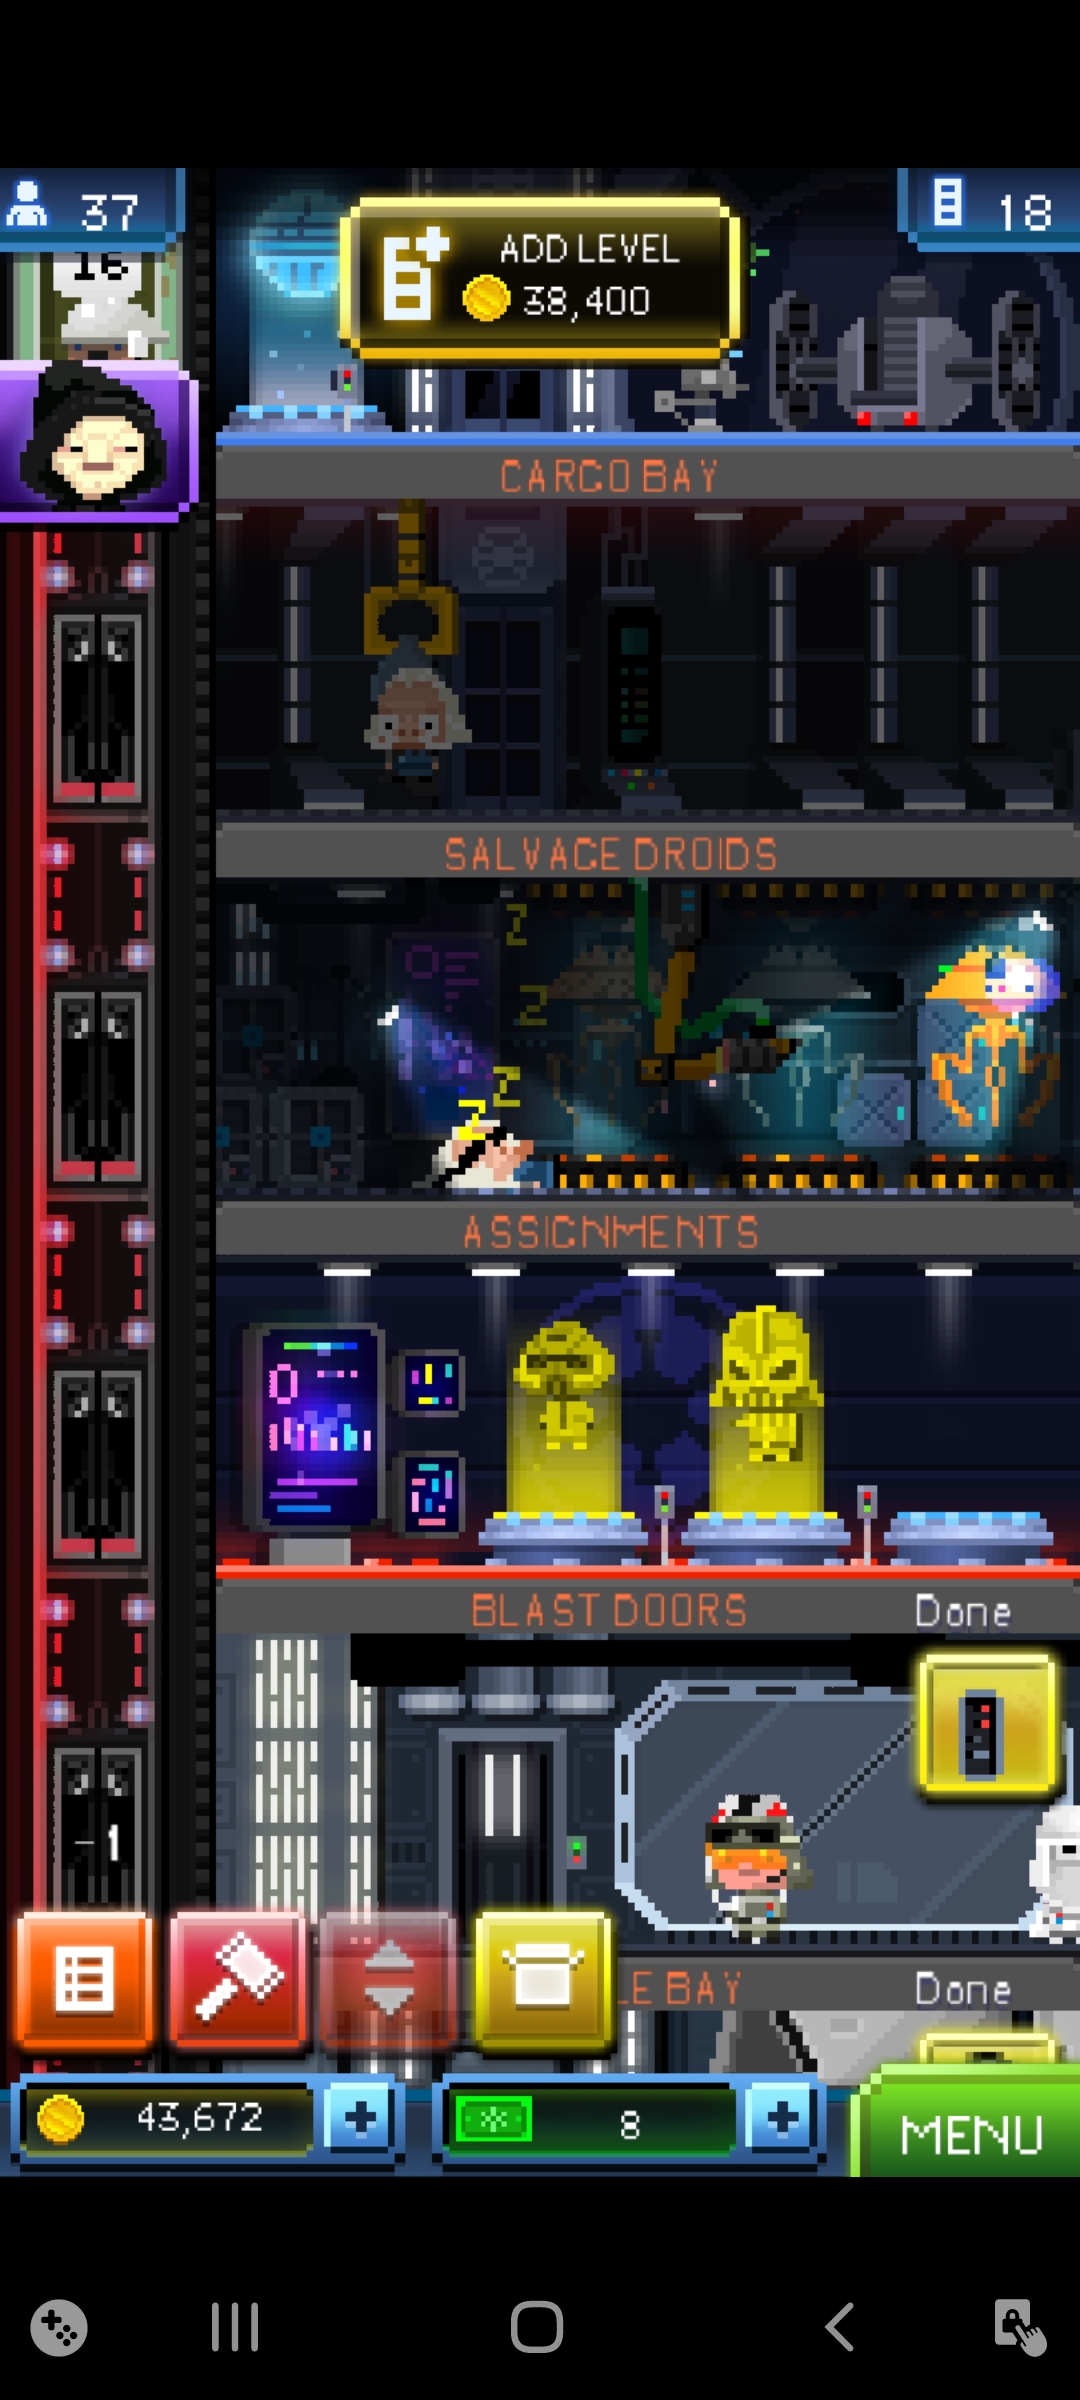 37
18
16
ADD LEVEL
38,400
CARGO BAY
SALVAGE DROIDS
Z
Z
Z
Z
ASSIGNMENTS
BLAST DOORS
Done
-1
LE BAY
Done
43,672
8
MENU